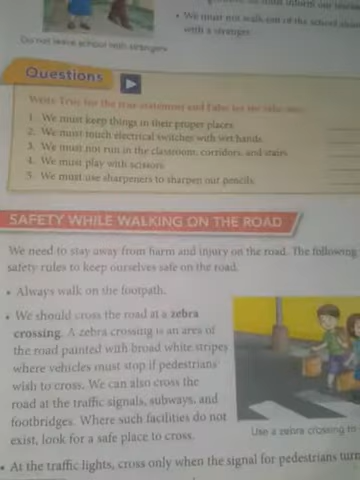 must inform our
• We must not walk out of the school
with a stranger.
Do not leave school with strangers
Questions
Write True for the true statement and False for the false
1. We must keep things in their proper places.
2. We must touch electrical switches with wet hands.
3. We must not run in the classroom, corridors, and stairs.
4. We must play with scissors.
5. We must use sharpeners to sharpen our pencils.
SAFETY WHILE WALKING ON THE ROAD
We need to stay away from harm and injury on the road. The following
safety rules to keep ourselves safe on the road.
• Always walk on the footpath.
• We should cross the road at a zebra
crossing. A zebra crossing is an area of
the road painted with broad white stripes
where vehicles must stop if pedestrians
wish to cross. We can also cross the
road at the traffic signals, subways, and
footbridges. Where such facilities do not
exist, look for a safe place to cross.
Use a zebra crossing to
• At the traffic lights, cross only when the signal for pedestrians turn